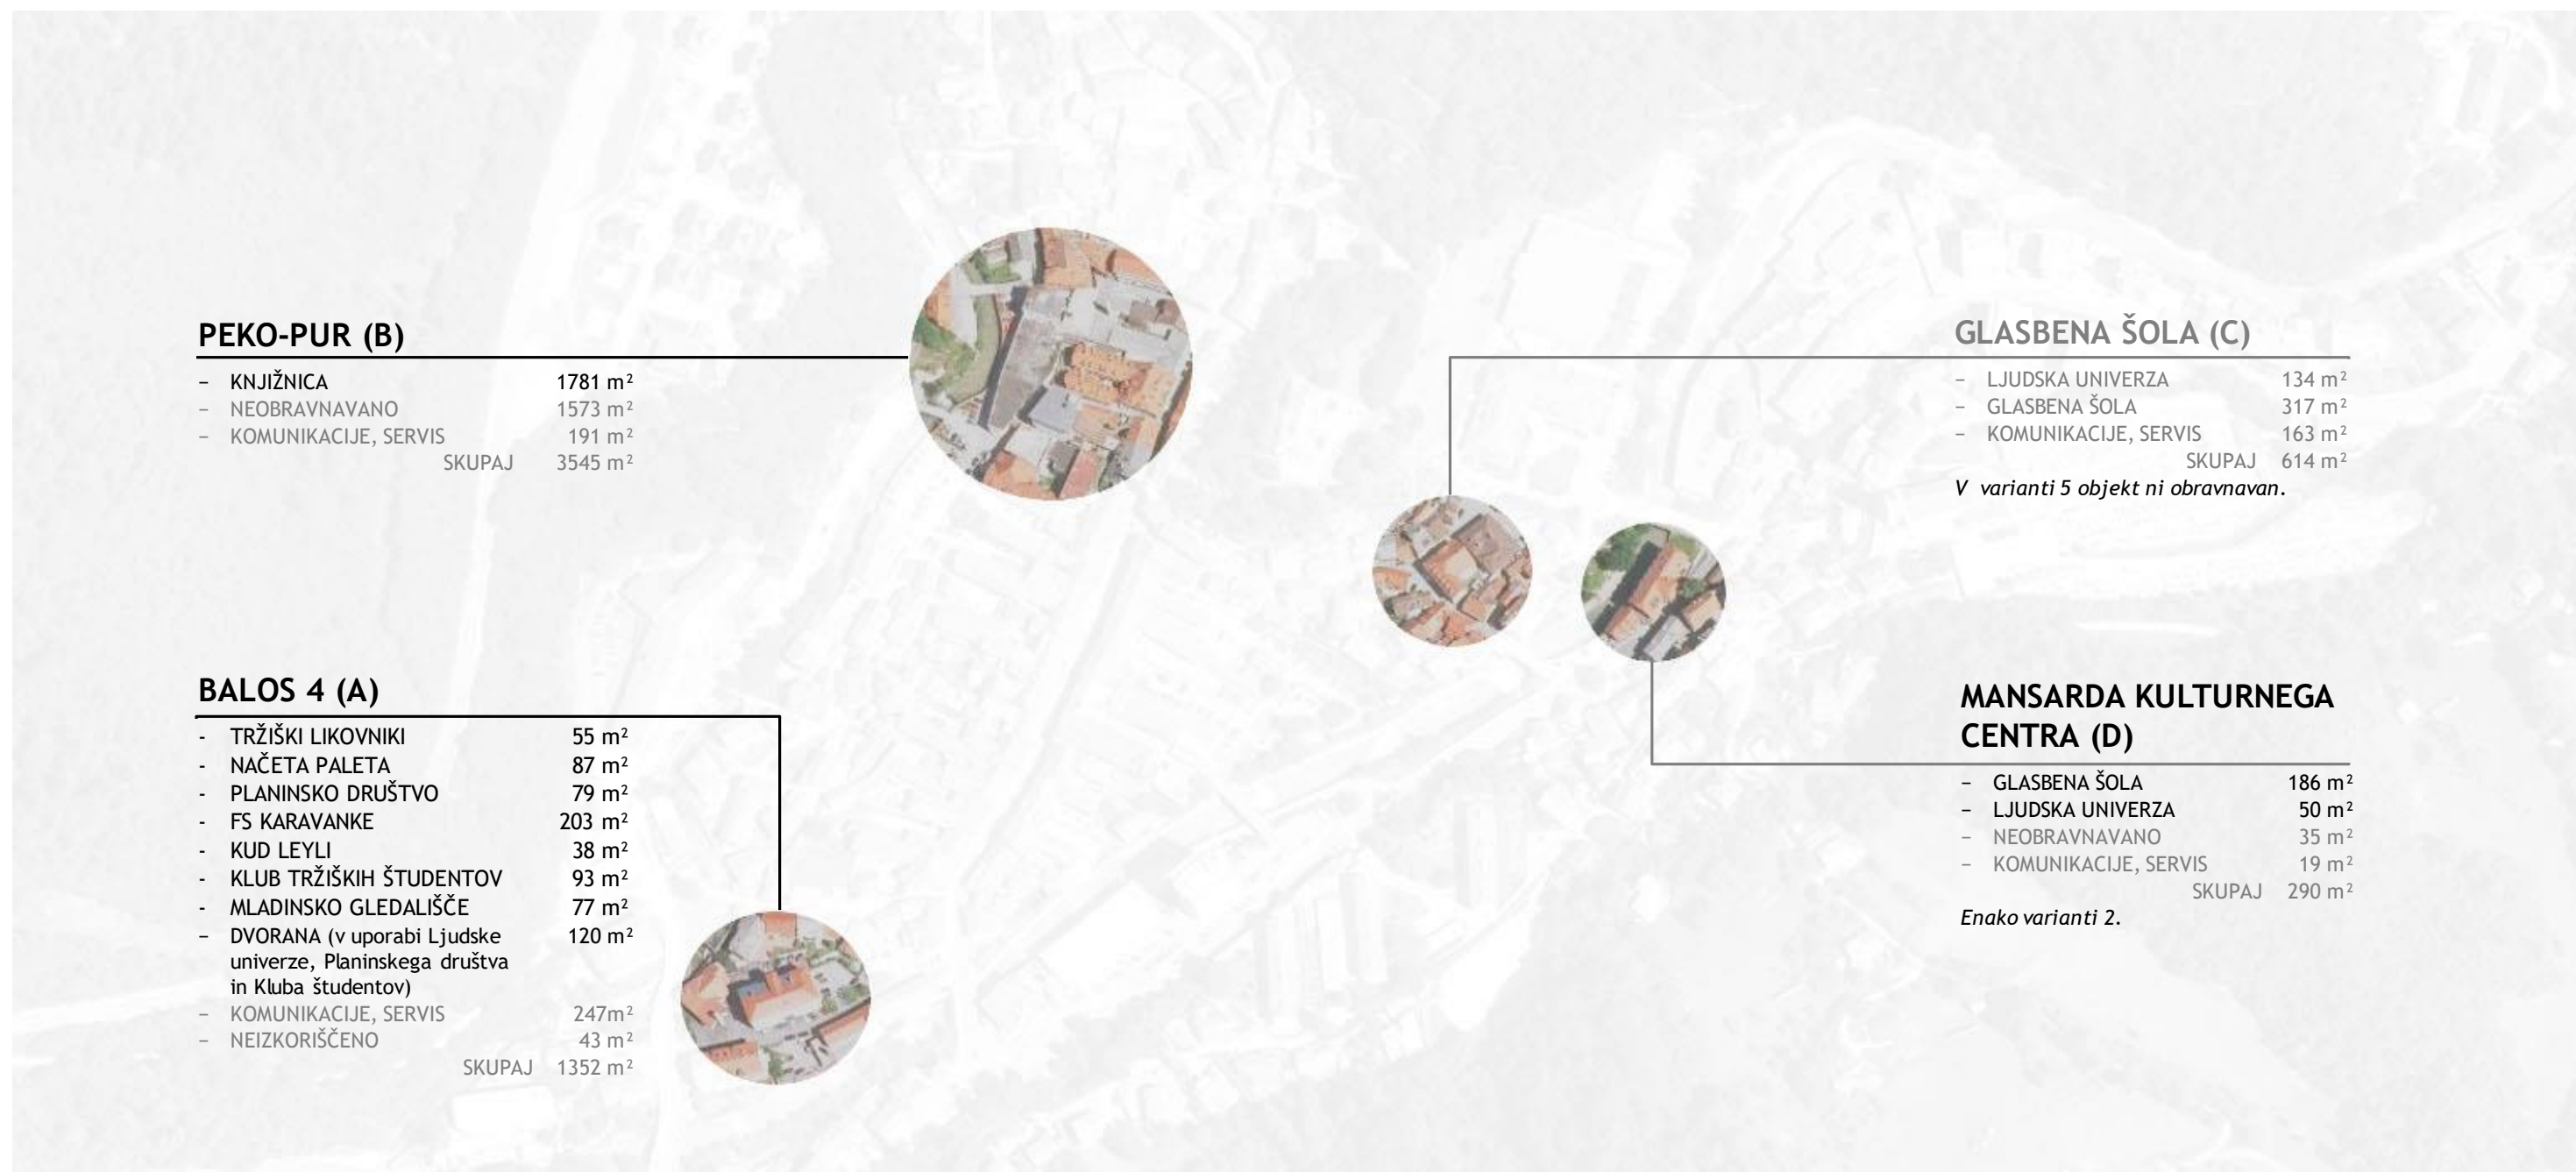 PEKO-PUR (B)
– KNJIŽNICA 1781 m²
– NEOBRAVNAVANO 1573 m²
– KOMUNIKACIJE, SERVIS 191 m²
SKUPAJ 3545 m²
BALOS 4 (A)
- TRŽIŠKI LIKOVNIKI 55 m²
- NAČETA PALETA 87 m²
- PLANINSKO DRUŠTVO 79 m²
- FS KARAVANKE 203 m²
- KUD LEYLI 38 m²
- KLUB TRŽIŠKIH ŠTUDENTOV 93 m²
- MLADINSKO GLEDALIŠČE 77 m²
– DVORANA (v uporabi Ljudske 120 m²
univerze, Planinskega društva
in Kluba študentov)
– KOMUNIKACIJE, SERVIS 247m²
– NEIZKORIŠČENO 43 m²
SKUPAJ 1352 m²
GLASBENA ŠOLA (C)
– LJUDSKA UNIVERZA 134 m²
– GLASBENA ŠOLA 317 m²
– KOMUNIKACIJE, SERVIS 163 m²
SKUPAJ 614 m²
V varianti 5 objekt ni obravnavan.
MANSARDA KULTURNEGA
CENTRA (D)
– GLASBENA ŠOLA 186 m²
– LJUDSKA UNIVERZA 50 m²
– NEOBRAVNAVANO 35 m²
– KOMUNIKACIJE, SERVIS 19 m²
SKUPAJ 290 m²
Enako varianti 2.